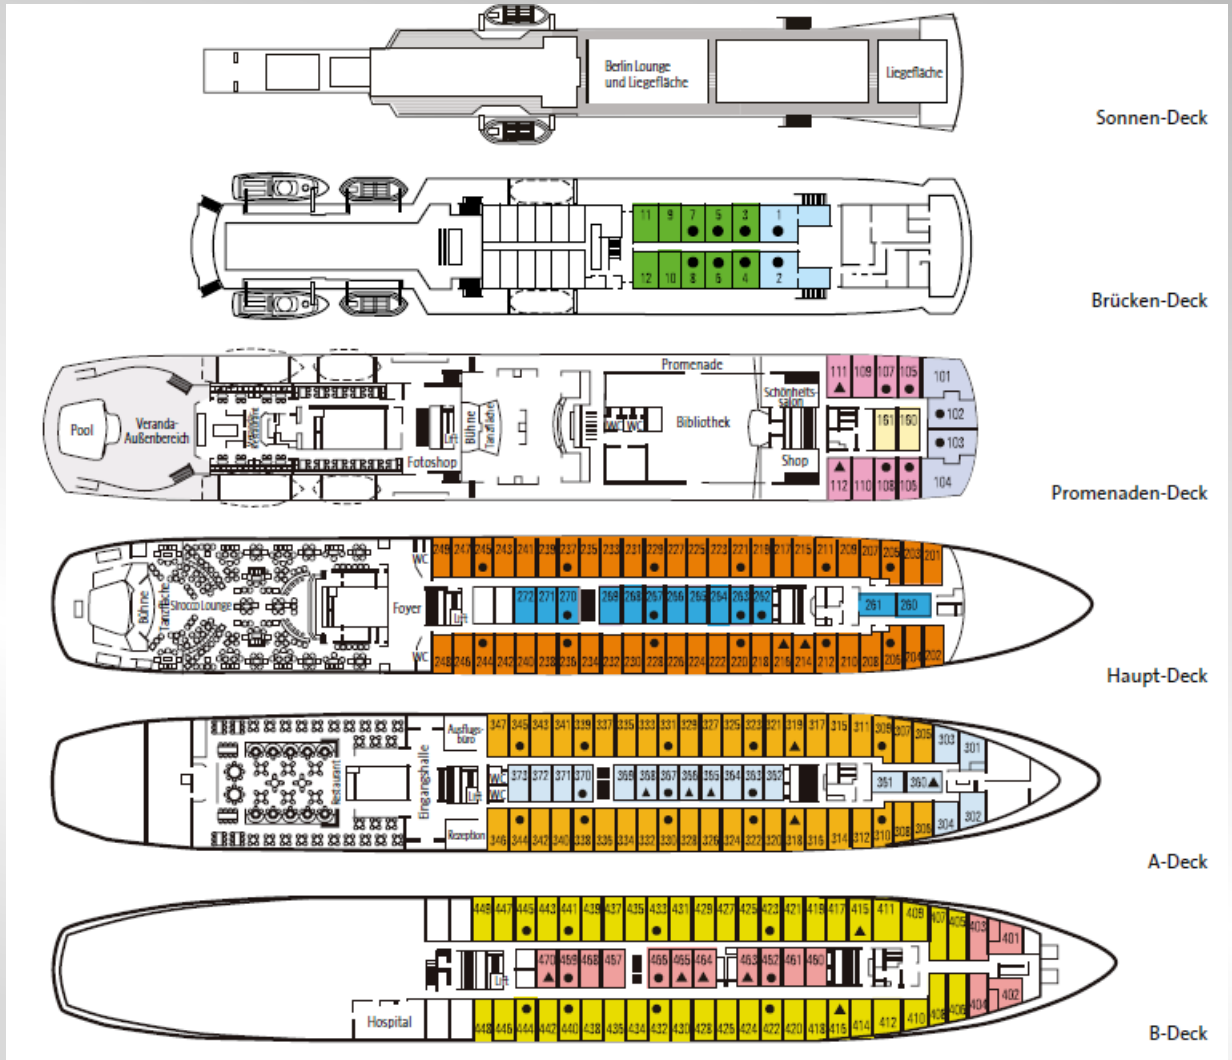 Berlin Lounge
und Liegefläche
Liegefläche
Sonnen-Deck
11 9 7 5 3 1
12 10 8 6 4 2
Brücken-Deck
Promenade
Pool
Veranda-
Außenbereich
Fotoshop
Lift
Bühne
Tanzfläche
WC WC
Bibliothek
Schönheits-
salon
Shop
111 109 107 105 101
161 160 102
103
112 110 108 106 104
Promenaden-Deck
WC
249 247 245 243 241 239 237 235 233 231 229 227 225 223 221 219 217 215 211 209 207 205 203 201
Bühne
Tanzfläche
Sirocco Lounge
Foyer
Lift
272 271 270 269 268 267 266 265 264 263 262 261 260
WC
248 246 244 242 240 238 236 234 232 230 228 226 224 222 220 218 216 214 212 210 208 206 204 202
Haupt-Deck
Ausflugs-
büro
347 345 343 341 339 337 335 333 331 329 327 325 323 321 319 317 315 311 309 307 305 303 301
Restaurant
Eingangshalle
Lift
WC
WC
373 372 371 370 369 368 367 366 365 364 363 362 361 360
Rezeption
346 344 342 340 338 336 334 332 330 328 326 324 322 320 318 316 314 312 310 308 306 304 302
A-Deck
449 447 445 443 441 439 437 435 433 431 429 427 425 423 421 419 417 415 411 409 407 405 403 401
Lift
470 469 468 467 466 465 464 463 462 461 460
Hospital
448 446 444 442 440 438 436 434 432 430 428 426 424 422 420 418 416 414 412 410 408 406 404 402
B-Deck